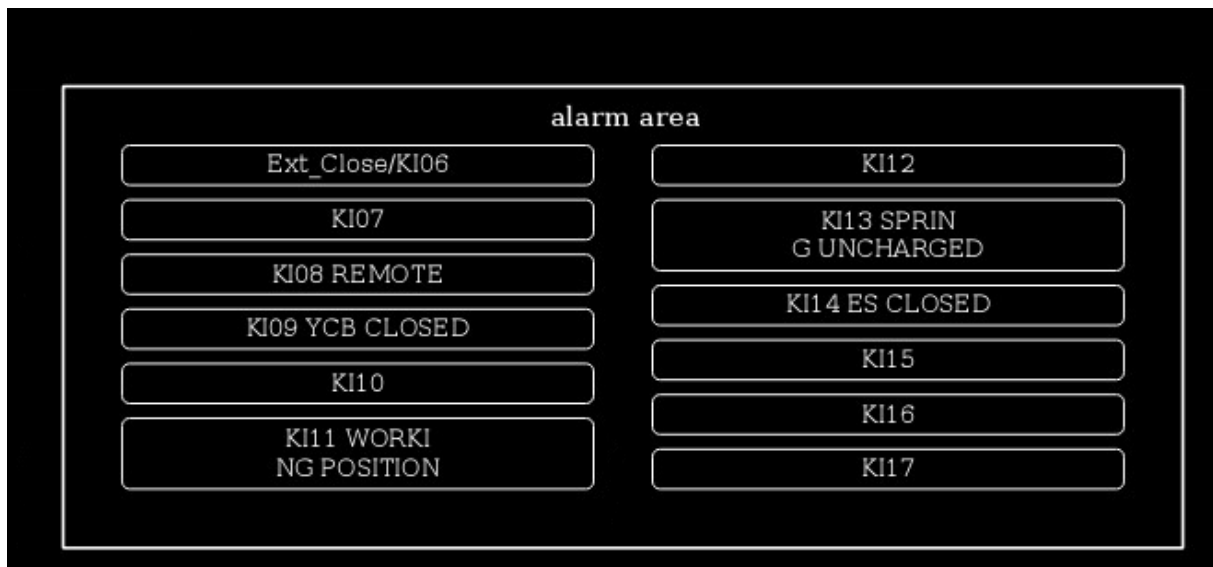 alarm area
Ext_Close/KI06
KI07
KI08 REMOTE
KI09 YCB CLOSED
KI10
KI11 WORKI
NG POSITION
KI12
KI13 SPRIN
G UNCHARGED
KI14 ES CLOSED
KI15
KI16
KI17